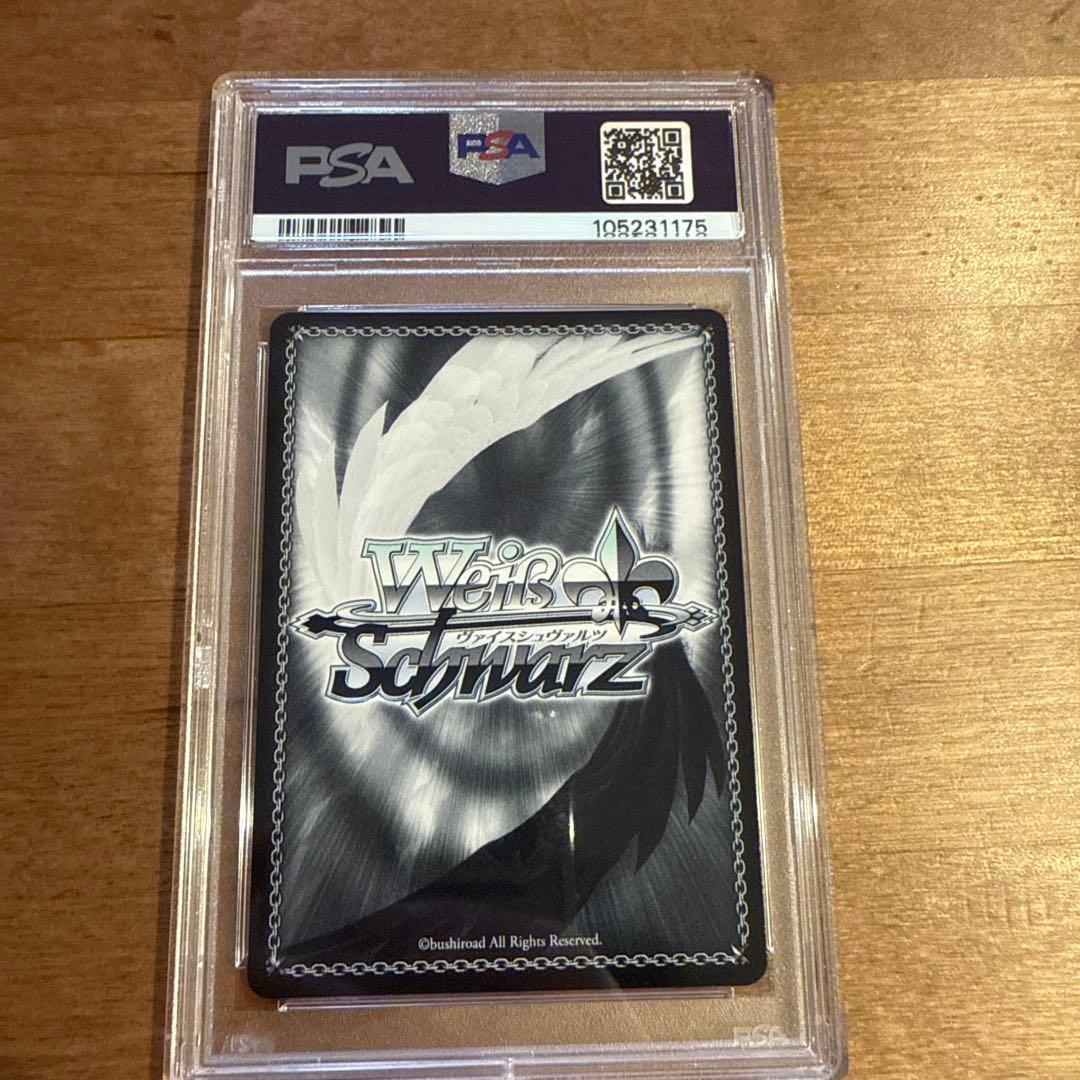 PSA
PSA
105231175
Weiß
ヴァイスシュヴァルツ
Schwarz
©bushiroad All Rights Reserved.
PSA